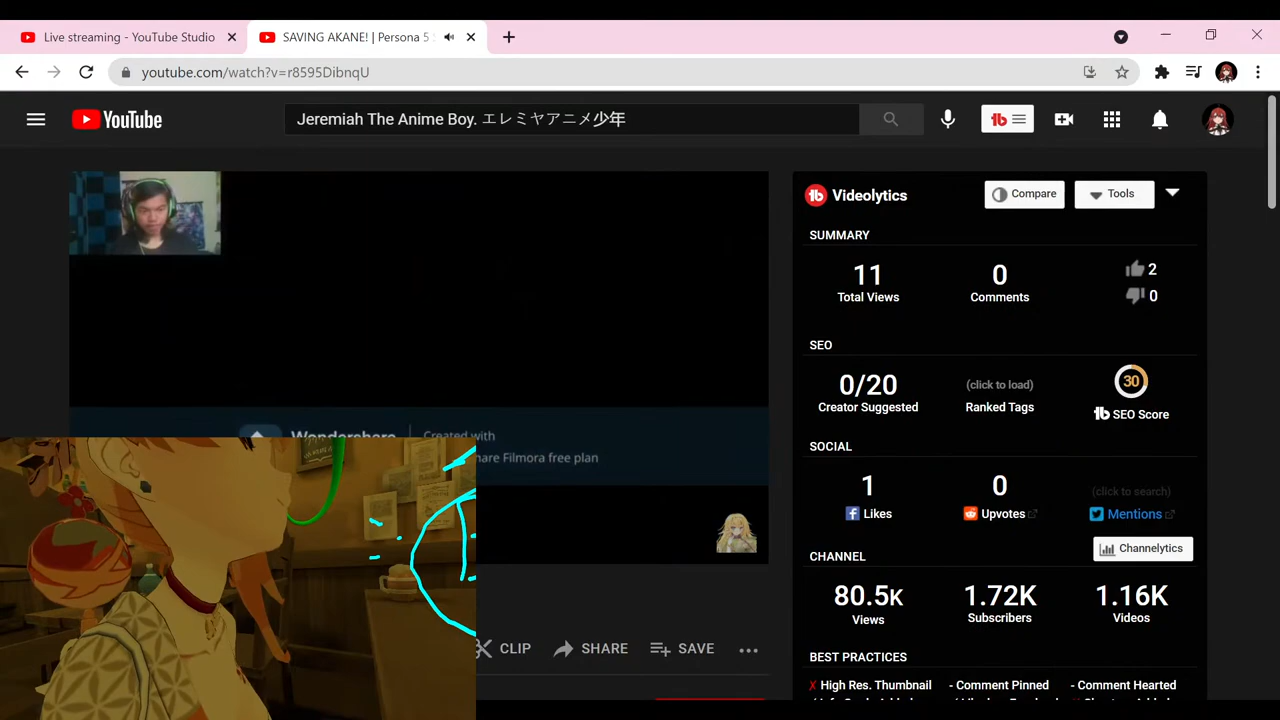 Live streaming - YouTube Studio
SAVING AKANE! | Persona 5
youtube.com/watch?v=r8595DibnqU
YouTube
Jeremiah The Anime Boy. エレミヤアニメ少年
Videolytics
Compare
Tools
SUMMARY
11
0
2
Total Views
Comments
0
SEO
0/20
(click to load)
30
Creator Suggested
Ranked Tags
SEO Score
SOCIAL
1
0
(click to search)
Likes
Upvotes
Mentions
Channelytics
CHANNEL
80.5K
1.72K
1.16K
Views
Subscribers
Videos
BEST PRACTICES
X High Res. Thumbnail
- Comment Pinned
- Comment Hearted
Wondershare
Created with
hare Filmora free plan
CLIP
SHARE
SAVE